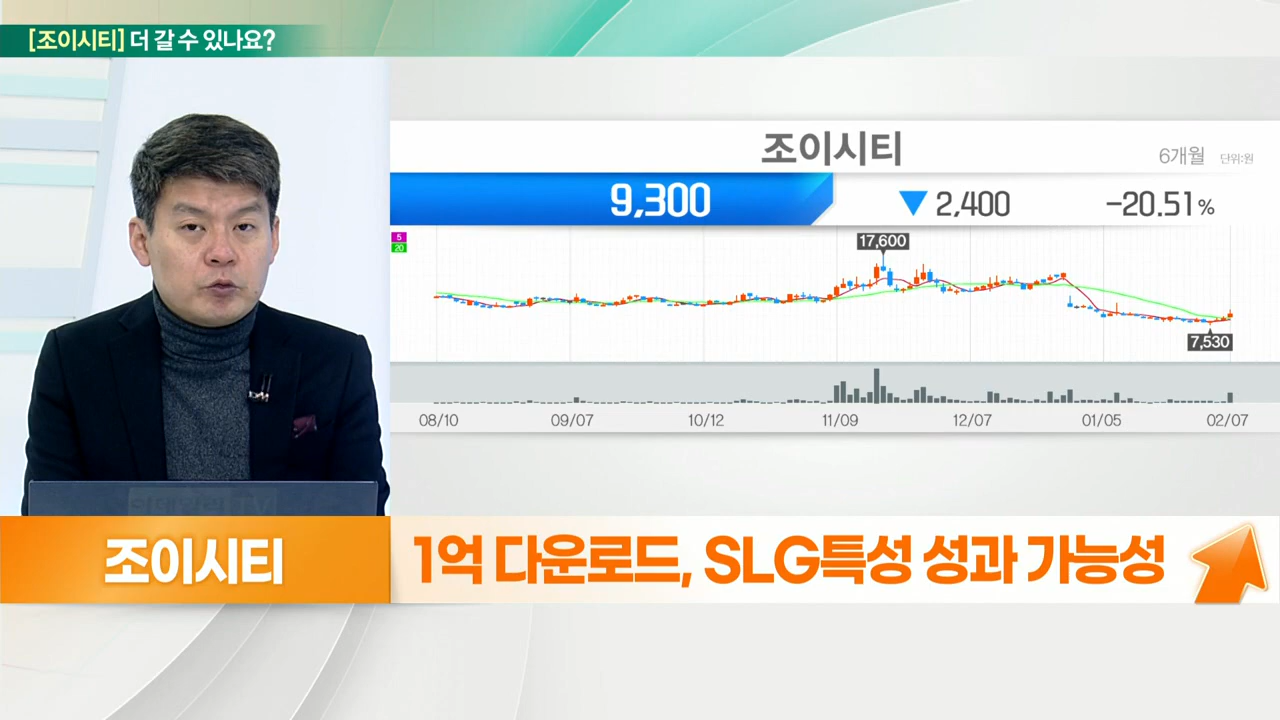 [조이시티] 더 갈 수 있나요?
조이시티
6개월 단위:원
9,300 ▼ 2,400 -20.51%
5
20
17,600
7,530
08/10 09/07 10/12 11/09 12/07 01/05 02/07
조이시티
1억 다운로드, SLG특성 성과 가능성